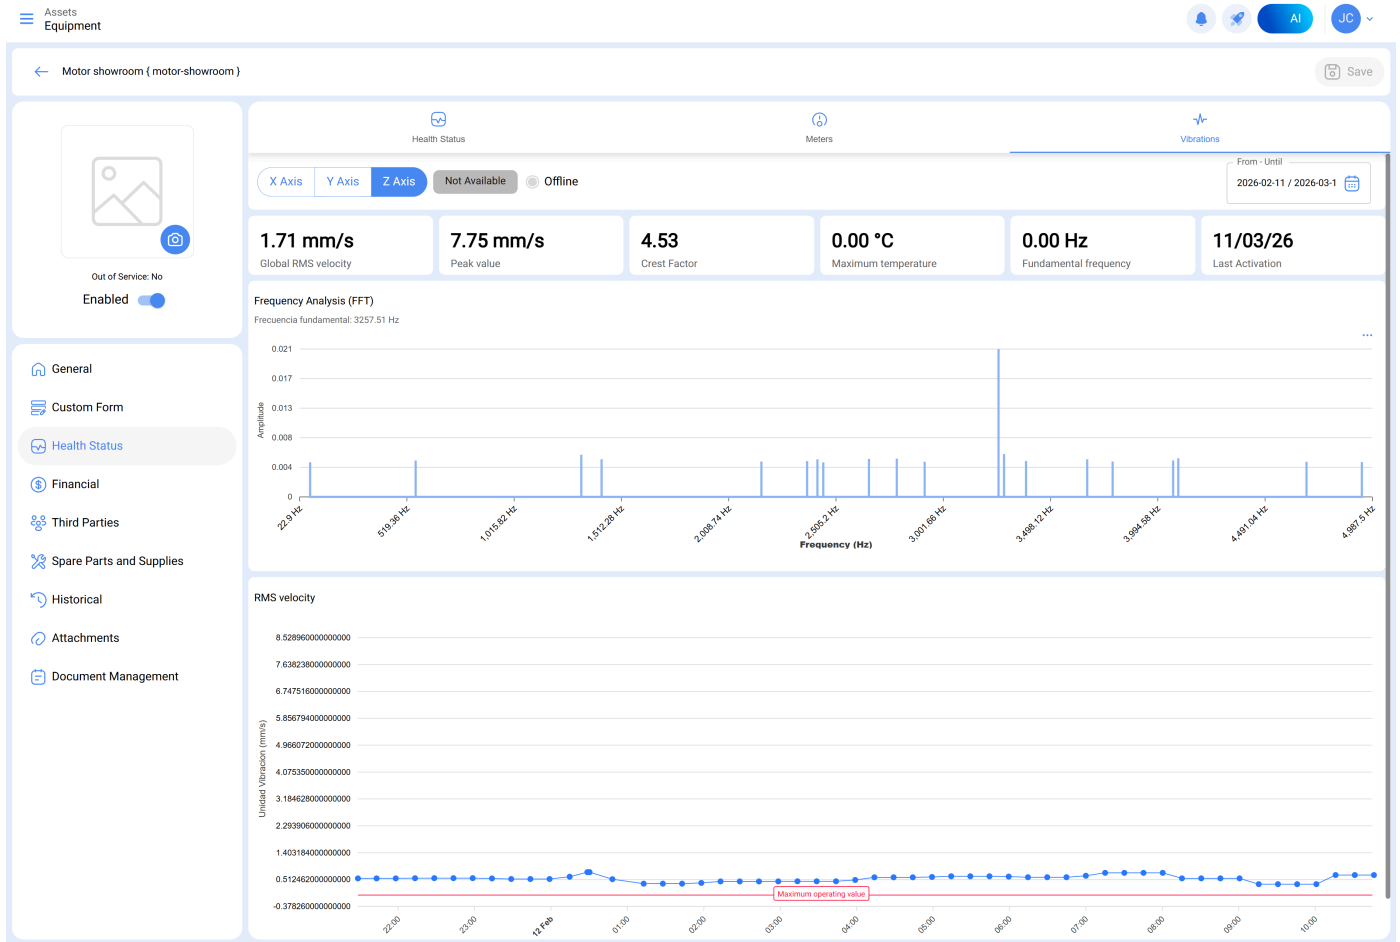 Assets
Equipment
AI
JC
Motor showroom { motor-showroom }
Save
Out of Service: No
Enabled
General
Custom Form
Health Status
Financial
Third Parties
Spare Parts and Supplies
Historical
Attachments
Document Management
Health Status
Meters
Vibrations
X Axis
Y Axis
Z Axis
Not Available
Offline
From - Until
2026-02-11 / 2026-03-1
1.71 mm/s
Global RMS velocity
7.75 mm/s
Peak value
4.53
Crest Factor
0.00 °C
Maximum temperature
0.00 Hz
Fundamental frequency
11/03/26
Last Activation
Frequency Analysis (FFT)
Frecuencia fundamental: 3257.51 Hz
Amplitude
0.021
0.017
0.013
0.008
0.004
0
22.9 Hz
519.36 Hz
1,015.82 Hz
1,512.28 Hz
2,008.74 Hz
2,505.2 Hz
3,001.66 Hz
3,498.12 Hz
3,994.58 Hz
4,491.04 Hz
4,987.5 Hz
Frequency (Hz)
RMS velocity
Unidad Vibracion (mm/s)
8.528960000000000
7.638238000000000
6.747516000000000
5.856794000000000
4.966072000000000
4.075350000000000
3.184628000000000
2.293906000000000
1.403184000000000
0.512462000000000
-0.378260000000000
Maximum operating value
22:00
23:00
12 Feb
01:00
02:00
03:00
04:00
05:00
06:00
07:00
08:00
09:00
10:00